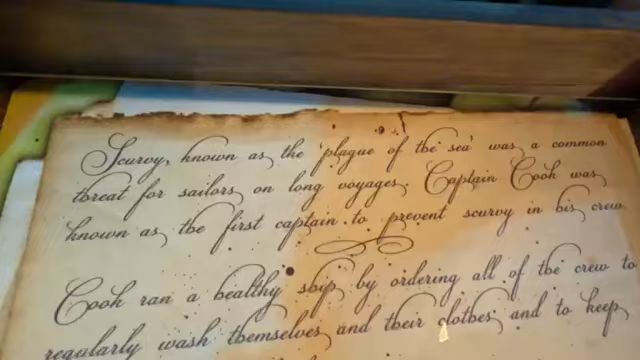 Scurvy, known as the 'plague of the sea' was a common
threat for sailors on long voyages. Captain Cook was
known as the first captain to prevent scurvy in his crew.
Cook ran a healthy ship by ordering all of the crew to
regularly wash themselves and their clothes and to keep